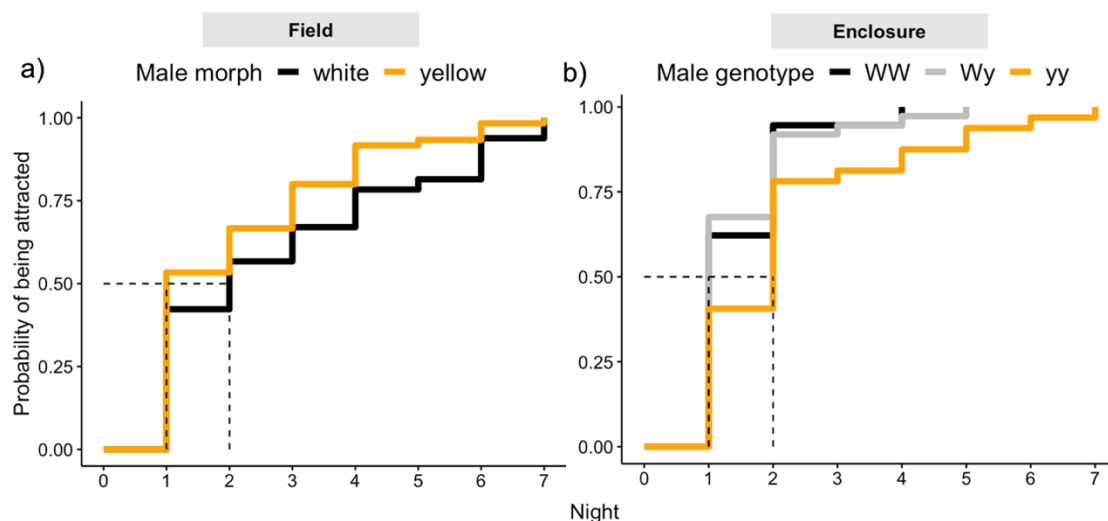 Field
Enclosure
a)
Male morph white yellow
b)
Male genotype WW Wy yy
Probability of being attracted
1.00
0.75
0.50
0.25
0.00
0 1 2 3 4 5 6 7
1.00
0.75
0.50
0.25
0.00
0 1 2 3 4 5 6 7
Night